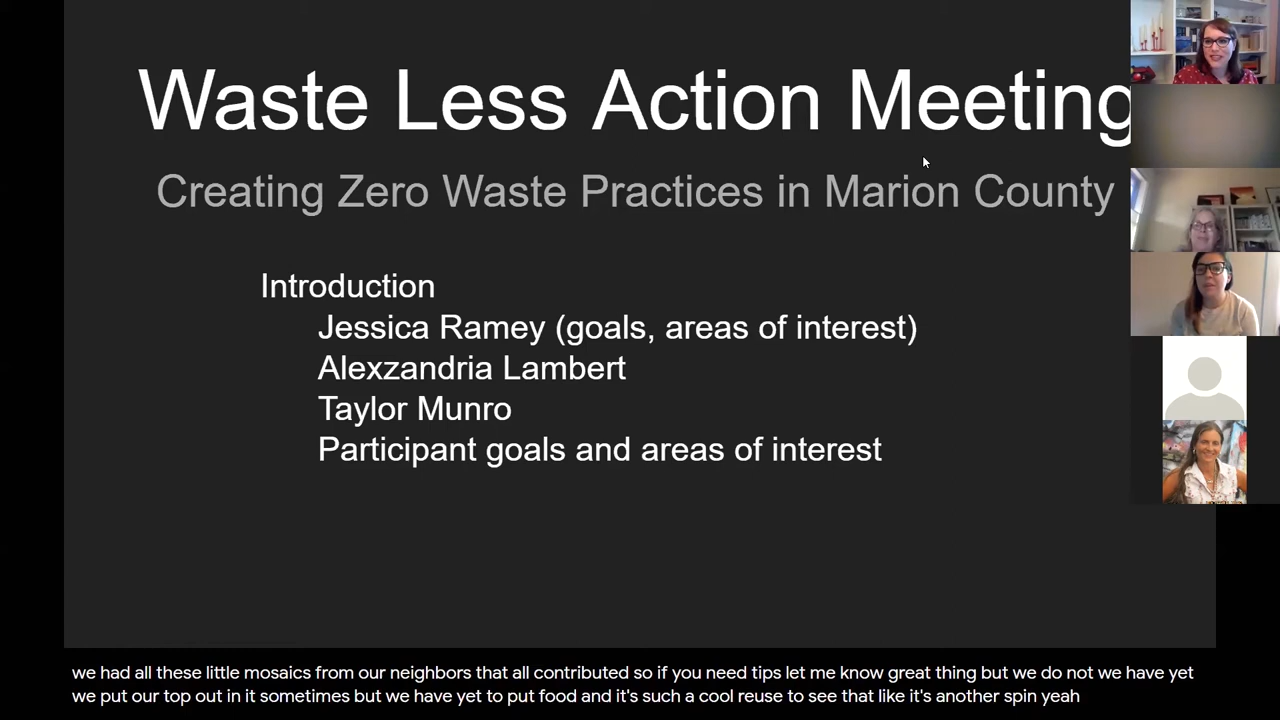 Waste Less Action Meeting
Creating Zero Waste Practices in Marion County
Introduction
Jessica Ramey (goals, areas of interest)
Alexzandria Lambert
Taylor Munro
Participant goals and areas of interest
we had all these little mosaics from our neighbors that all contributed so if you need tips let me know great thing but we do not we have yet
we put our top out in it sometimes but we have yet to put food and it's such a cool reuse to see that like it's another spin yeah